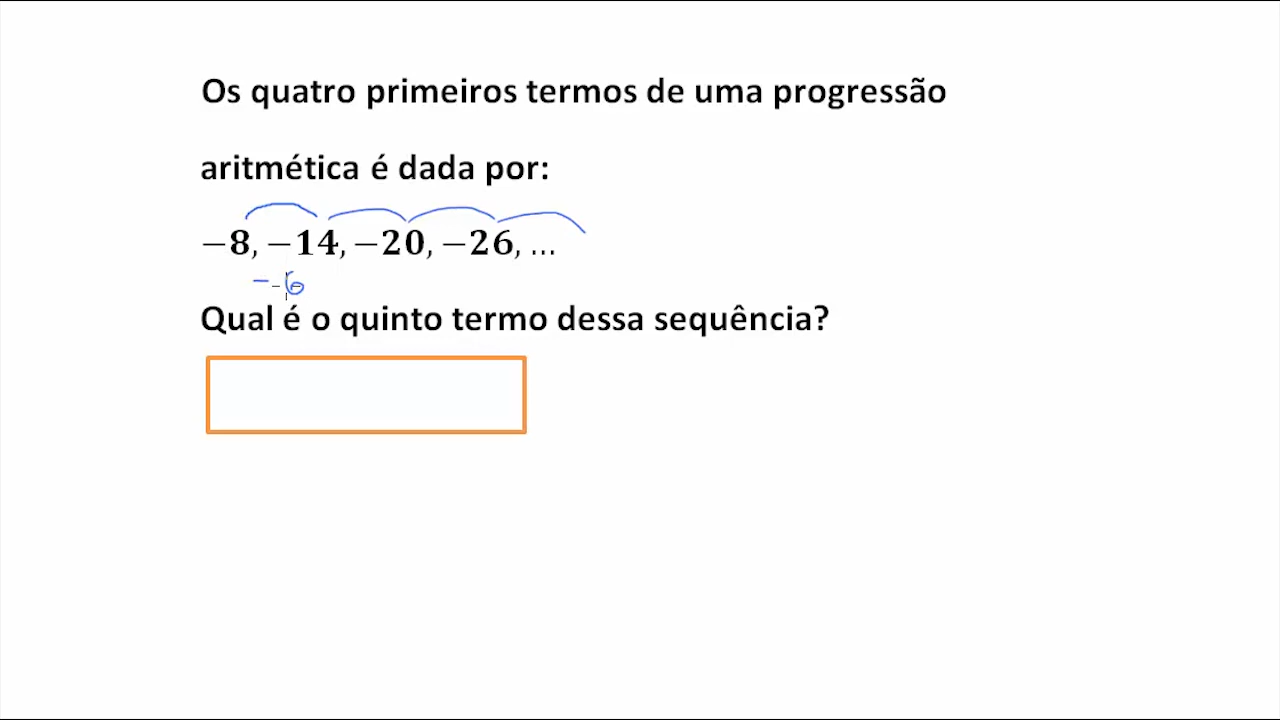 Os quatro primeiros termos de uma progressão
aritmética é dada por:
−8, −14, −20, −26, ...
−6
Qual é o quinto termo dessa sequência?